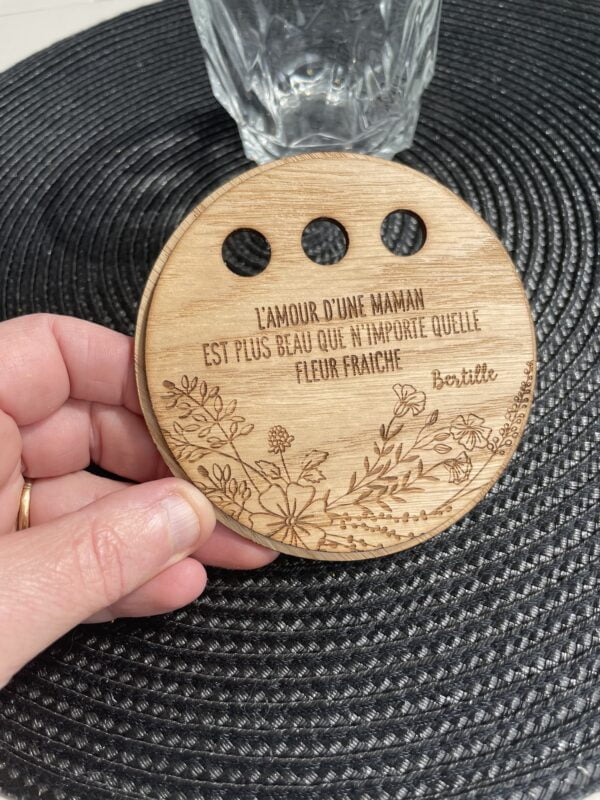 L'AMOUR D'UNE MAMAN
EST PLUS BEAU QUE N'IMPORTE QUELLE
FLEUR FRAICHE
Bertille